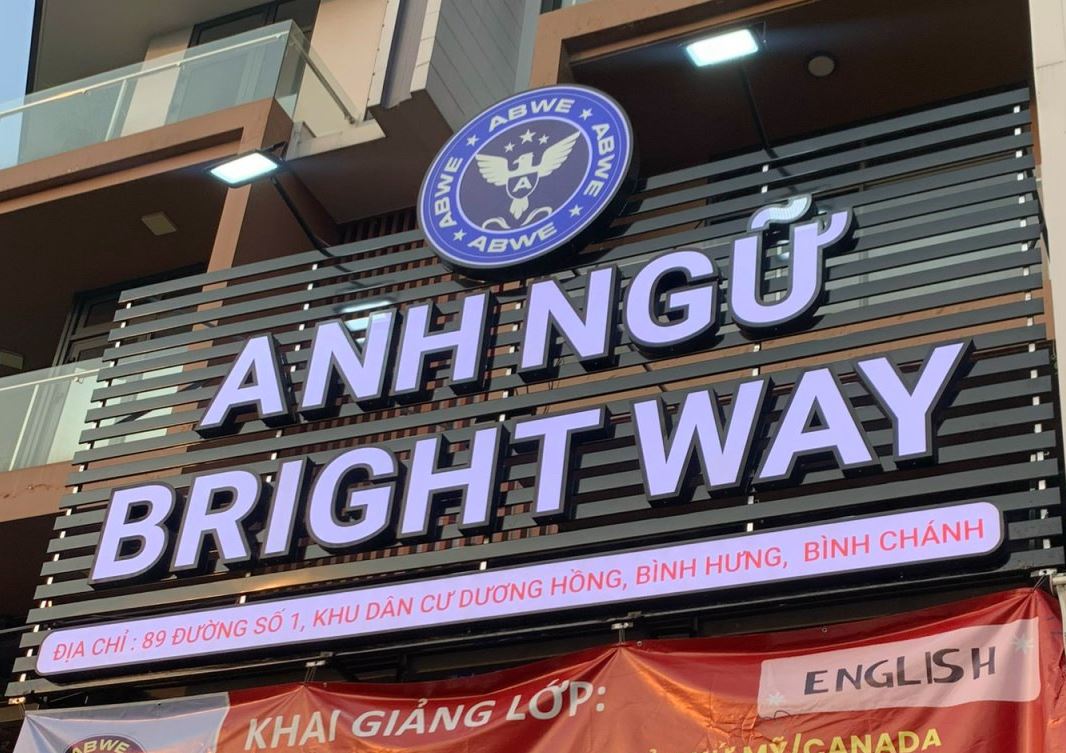 ABWE ★ ABWE ★ ABWE ★ ABWE ★
A
ANH NGỮ
BRIGHT WAY
ĐỊA CHỈ : 89 ĐƯỜNG SỐ 1, KHU DÂN CƯ DƯƠNG HỒNG, BÌNH HƯNG, BÌNH CHÁNH
KHAI GIẢNG LỚP:
ENGLISH
MỸ/CANADA
ABWE